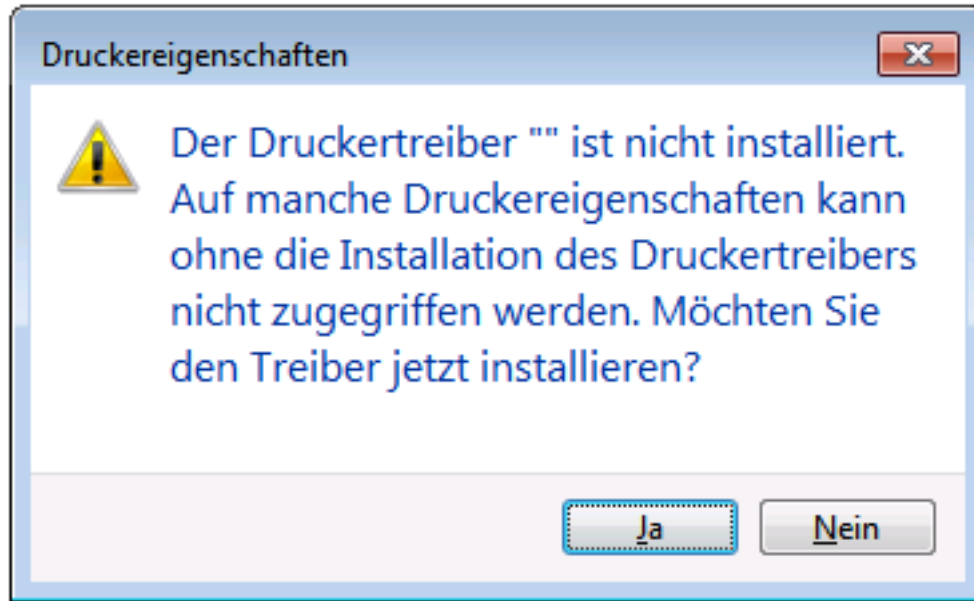 Druckereigenschaften
Der Druckertreiber "" ist nicht installiert.
Auf manche Druckereigenschaften kann
ohne die Installation des Druckertreibers
nicht zugegriffen werden. Möchten Sie
den Treiber jetzt installieren?
Ja
Nein